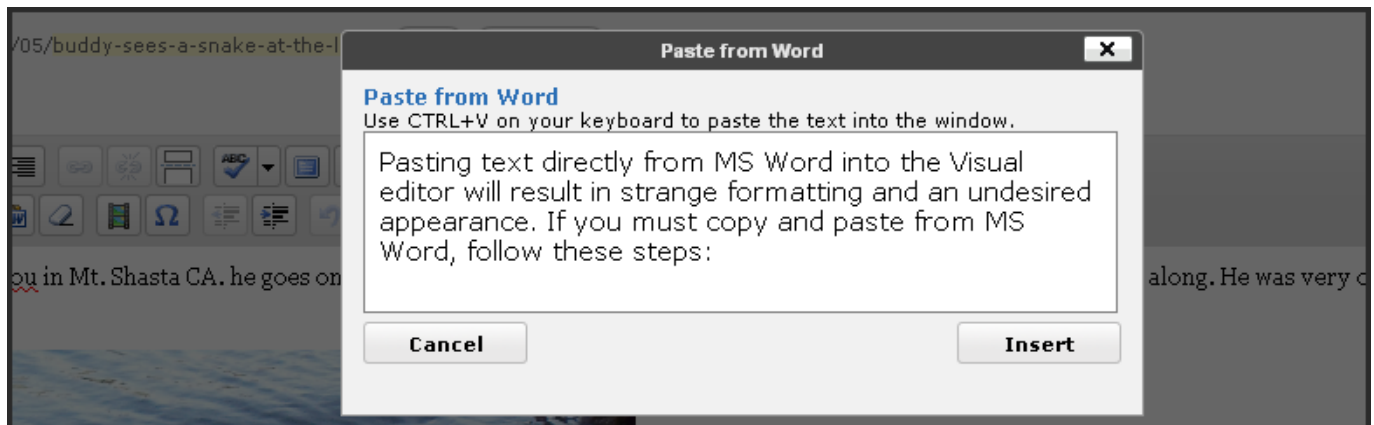 /05/buddy-sees-a-snake-at-the-l
Paste from Word
X
Paste from Word
Use CTRL+V on your keyboard to paste the text into the window.
Pasting text directly from MS Word into the Visual
editor will result in strange formatting and an undesired
appearance. If you must copy and paste from MS
Word, follow these steps:
ABC
Ω
ou in Mt. Shasta CA. he goes on
along. He was very
Cancel
Insert